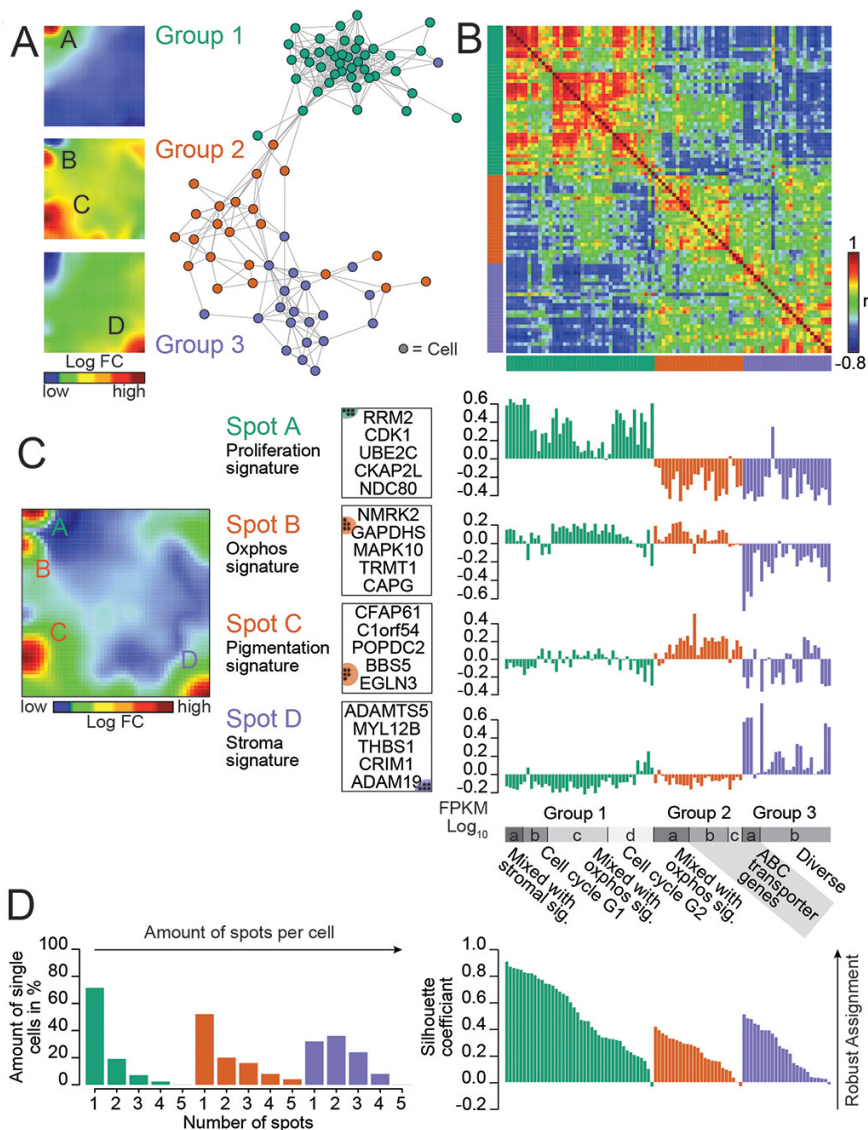 A
A
Group 1
B
C
Group 2
D
Group 3
Log FC
low high
= Cell
B
1
r
-0.8
C
A
B
C
D
low high
Log FC
Spot A
Proliferation
signature
RRM2
CDK1
UBE2C
CKAP2L
NDC80
0.6
0.4
0.2
0.0
-0.2
-0.4
Spot B
Oxphos
signature
NMRK2
GAPDHS
MAPK10
TRMT1
CAPG
0.2
0.0
-0.2
-0.4
-0.6
Spot C
Pigmentation
signature
CFAP61
C1orf54
POPDC2
BBS5
EGLN3
0.6
0.4
0.2
0.0
-0.2
-0.4
Spot D
Stroma
signature
ADAMTS5
MYL12B
THBS1
CRIM1
ADAM19
0.6
0.4
0.2
0.0
-0.2
FPKM
Log10
Group 1 Group 2 Group 3
a b c d a b c a b
Mixed with
stromal sig.
Cell cycle G1
Mixed with
oxphos sig.
Cell cycle G2
Mixed with
oxphos sig.
ABC
transporter
genes
Diverse
D
Amount of spots per cell
Amount of single
cells in %
100
80
60
40
20
0
1 2 3 4 5 1 2 3 4 5 1 2 3 4 5
Number of spots
Silhouette
coefficiant
1.0
0.8
0.6
0.4
0.2
0.0
-0.2
Robust Assignment